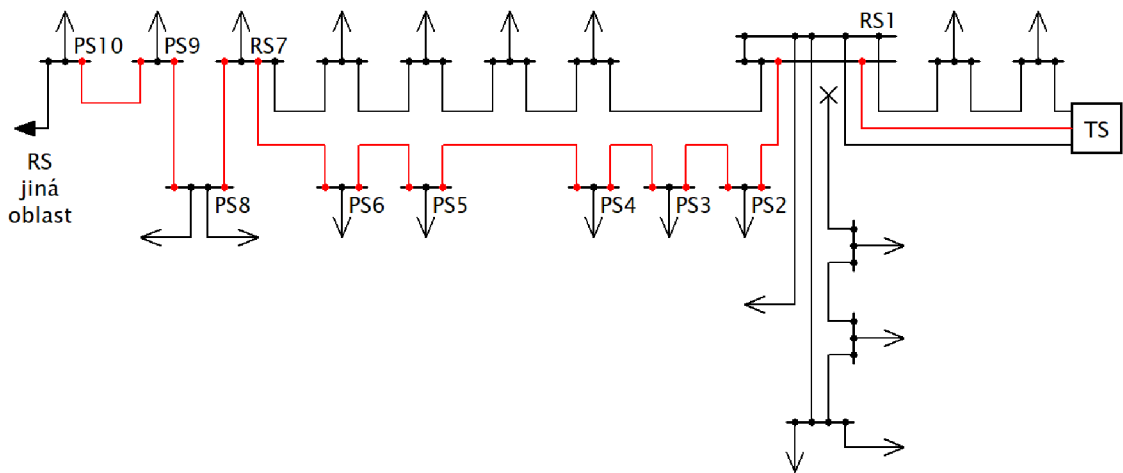 RS1
PS10
PS9
RS7
TS
RS
jiná
oblast
PS8
PS6
PS5
PS4
PS3
PS2